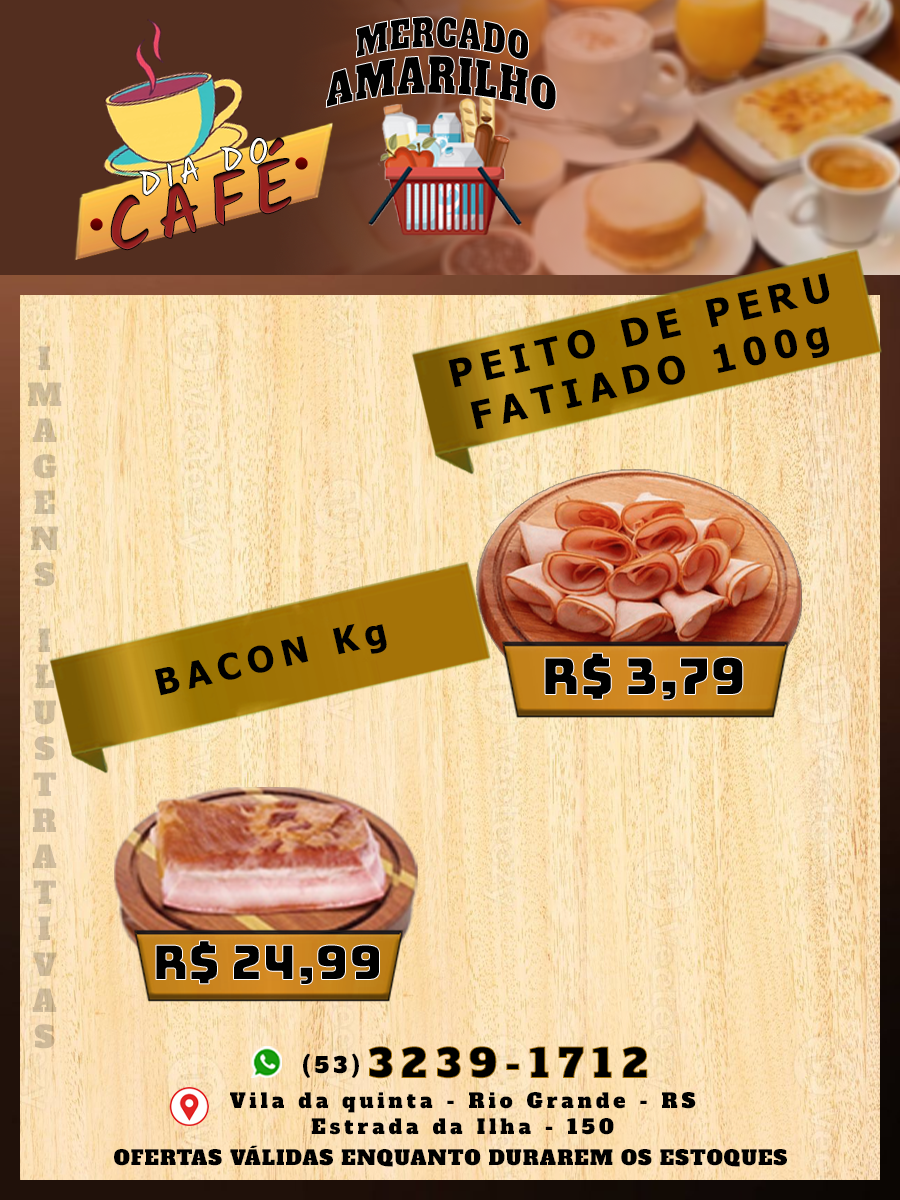 MERCADO
AMARILHO
DIA DO
CAFÉ
PEITO DE PERU
FATIADO 100g
R$ 3,79
BACON Kg
R$ 24,99
IMAGENS ILUSTRATIVAS
(53) 3239-1712
Vila da quinta - Rio Grande - RS
Estrada da Ilha - 150
OFERTAS VÁLIDAS ENQUANTO DURAREM OS ESTOQUES